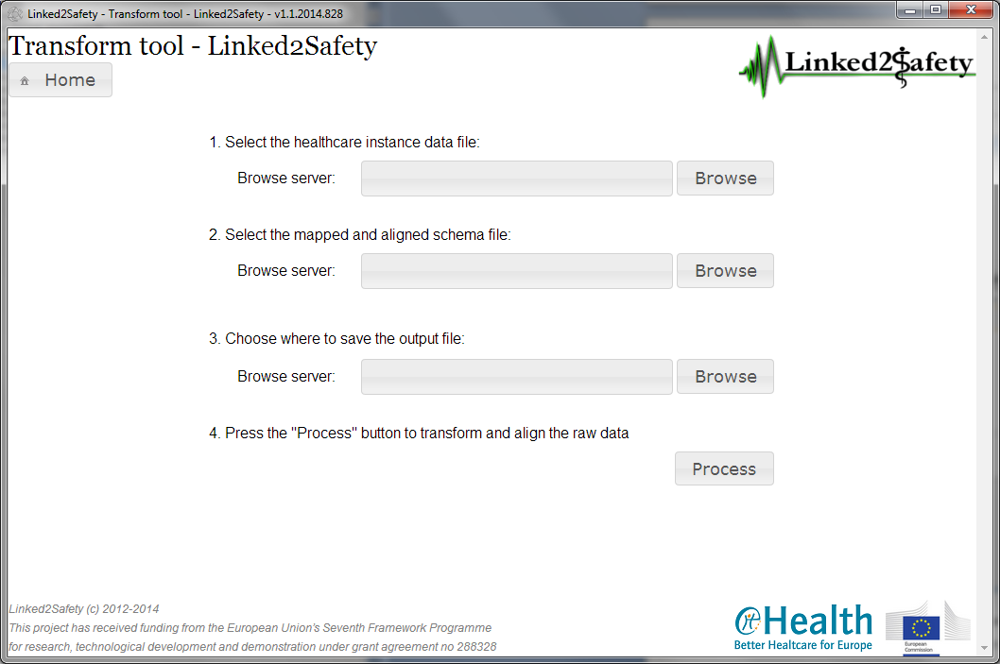 Linked2Safety - Transform tool - Linked2Safety - v1.1.2014.828
Transform tool - Linked2Safety
Linked2Safety
Home
1. Select the healthcare instance data file:
Browse server:
Browse
2. Select the mapped and aligned schema file:
Browse server:
Browse
3. Choose where to save the output file:
Browse server:
Browse
4. Press the "Process" button to transform and align the raw data
Process
Linked2Safety (c) 2012-2014
This project has received funding from the European Union's Seventh Framework Programme
for research, technological development and demonstration under grant agreement no 288328
eHealth
Better Healtcare for Europe
European
Commission